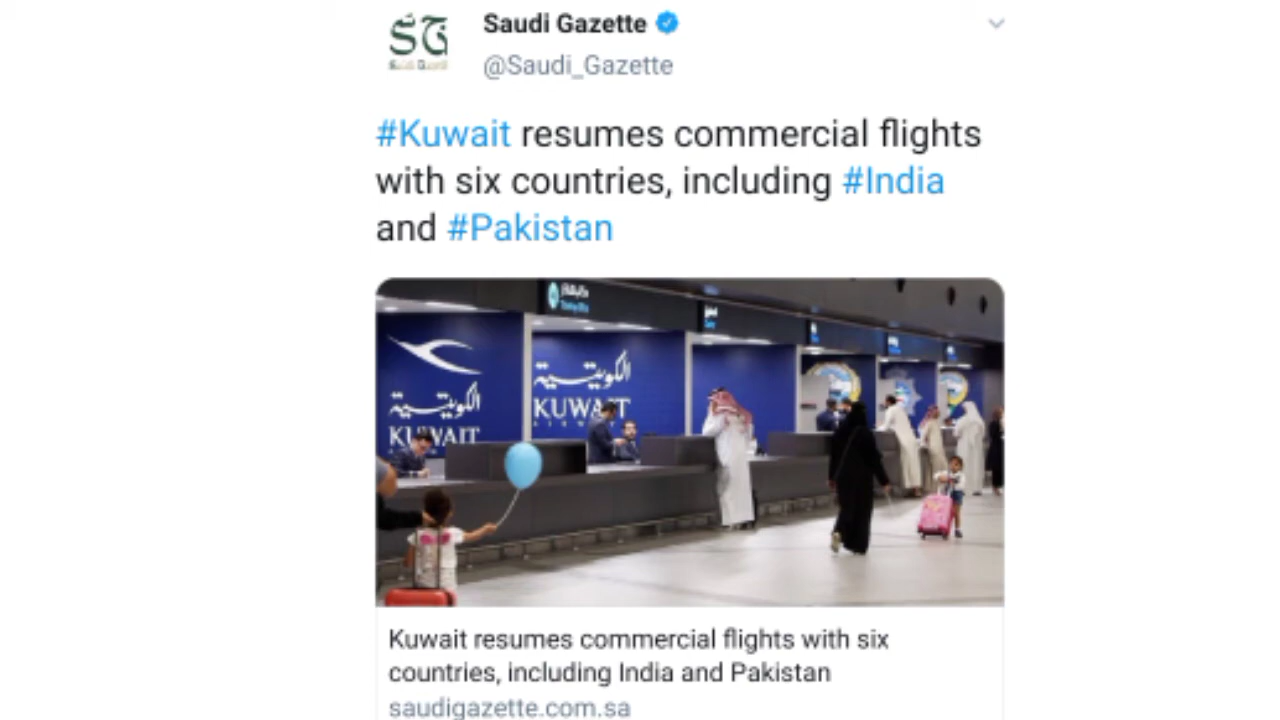 Saudi Gazette
@Saudi_Gazette
#Kuwait resumes commercial flights
with six countries, including #India
and #Pakistan
الكويتية
KUWAIT
الكويتية
KUWAIT
Kuwait resumes commercial flights with six
countries, including India and Pakistan
saudigazette.com.sa